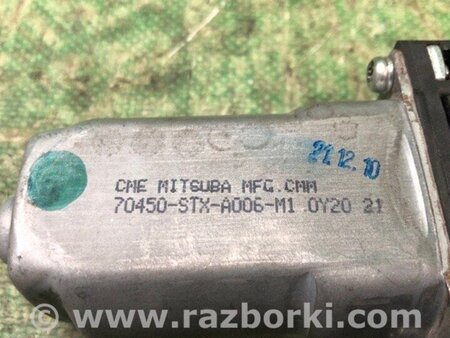 21.12.10
CME MITSUBA MFG.CMM
70450-STX-A006-M1 0Y20 21
www.razborki.com